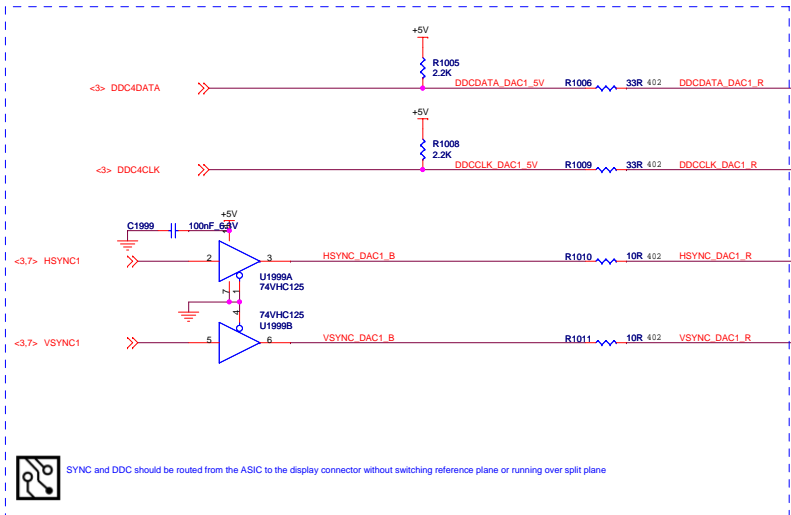 +5V
R1005
2.2K
<3> DDC4DATA
DDCDATA_DAC1_5V
R1006
33R 402
DDCDATA_DAC1_R
+5V
R1008
2.2K
<3> DDC4CLK
DDCCLK_DAC1_5V
R1009
33R 402
DDCCLK_DAC1_R
+5V
C1999
100nF_6.3V
<3,7> HSYNC1
2
3
HSYNC_DAC1_B
R1010
10R 402
HSYNC_DAC1_R
U1999A
74VHC125
7
1
4
74VHC125
U1999B
<3,7> VSYNC1
5
6
VSYNC_DAC1_B
R1011
10R 402
VSYNC_DAC1_R
SYNC and DDC should be routed from the ASIC to the display connector without switching reference plane or running over split plane